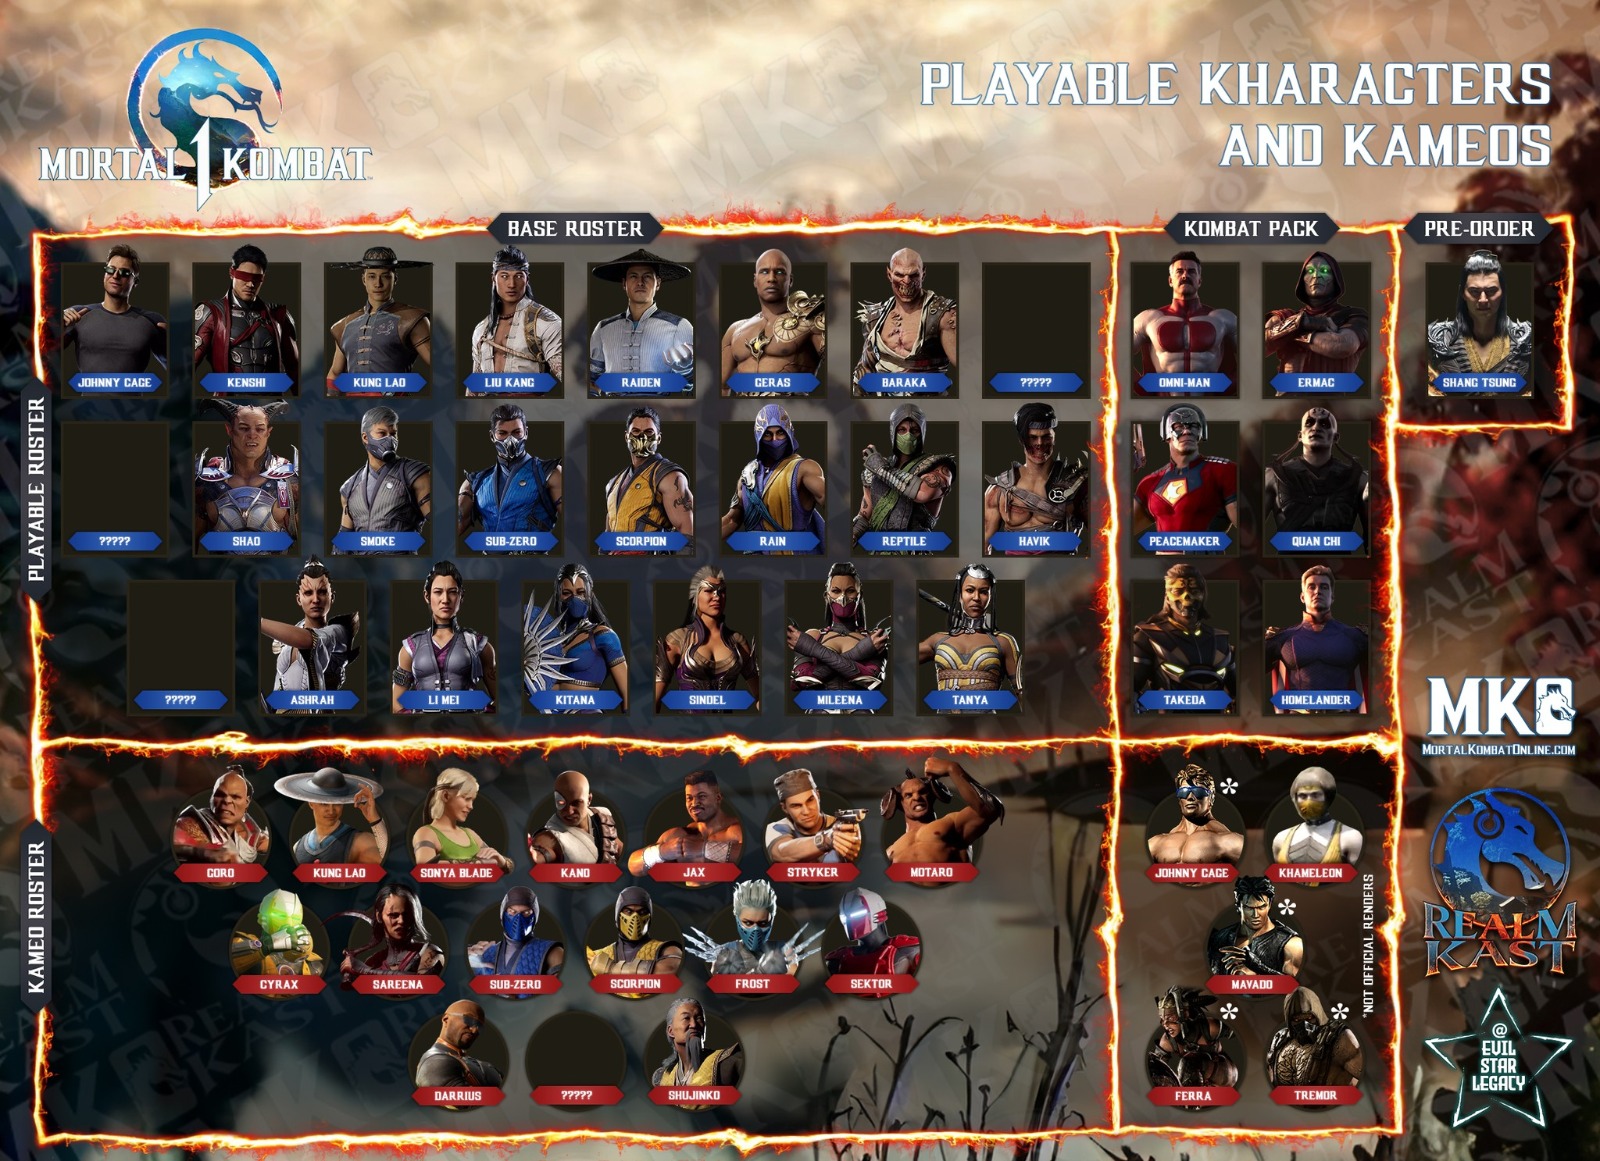 MORTAL 1 KOMBAT
PLAYABLE KHARACTERS
AND KAMEOS
BASE ROSTER
KOMBAT PACK
PRE-ORDER
PLAYABLE ROSTER
JOHNNY CAGE
KENSHI
KUNG LAO
LIU KANG
RAIDEN
GERAS
BARAKA
?????
OMNI-MAN
ERMAC
SHANG TSUNG
?????
SHAO
SMOKE
SUB-ZERO
SCORPION
RAIN
REPTILE
HAVIK
PEACEMAKER
QUAN CHI
?????
ASHRAH
LI MEI
KITANA
SINDEL
MILEENA
TANYA
TAKEDA
HOMELANDER
MKO
MORTALKOMBATONLINE.COM
KAMEO ROSTER
GORO
KUNG LAO
SONYA BLADE
KANO
JAX
STRYKER
MOTARO
JOHNNY CAGE
*
KHAMELEON
CYRAX
SAREENA
SUB-ZERO
SCORPION
FROST
SEKTOR
MAVADO
*
DARRIUS
?????
SHUJINKO
FERRA
*
TREMOR
*
*NOT OFFICIAL RENDERS
REALM
KAST
@
EVIL
STAR
LEGACY